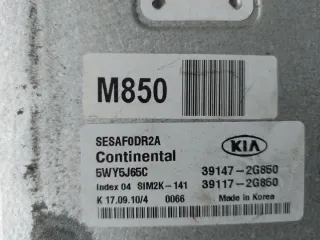 M850
SESAF0DR2A
Continental
KIA
5WY5J65C 39147-2G850
Index 04 SIM2K-141 39117-2G850
K 17.09.10/4 0066 Made in Korea